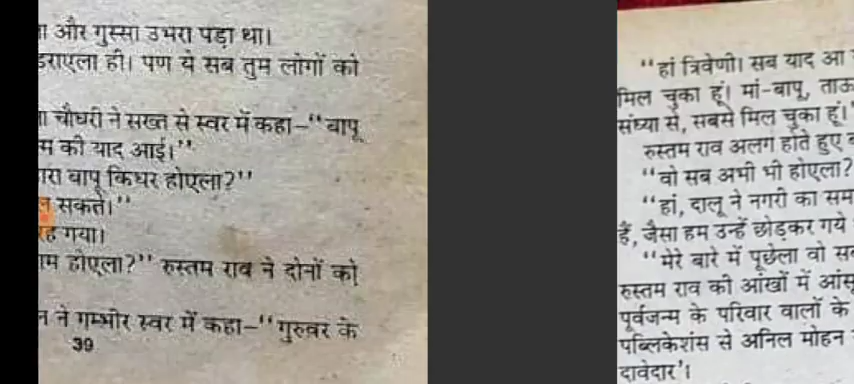 और गुस्सा उभरा पड़ा था।
ही। पण ये सब तुम लोगों को
चौधरी ने सख्त से स्वर में कहा–‘‘बापू
की याद आई।’’
बापू किधर होएला?’’
सकते।’’
गया।
होएला?’’ रुस्तम राव ने दोनों को
ने गम्भीर स्वर में कहा–‘‘गुरुवर के
39
‘‘हां त्रिवेणी। सब याद आ
मिल चुका हूं। मां-बापू, ताऊ
संध्या से, सबसे मिल चुका हूं।’
रुस्तम राव अलग होते हुए
‘‘वो सब अभी भी होएला?
‘‘हां, दालू ने नगरी का
हैं, जैसा हम उन्हें छोड़कर गये
‘‘मेरे बारे में पूछेला वो
रुस्तम राव की आंखों में
पूर्वजन्म के परिवार वालों के
पब्लिकेशंस से अनिल मोहन
दावेदार’।